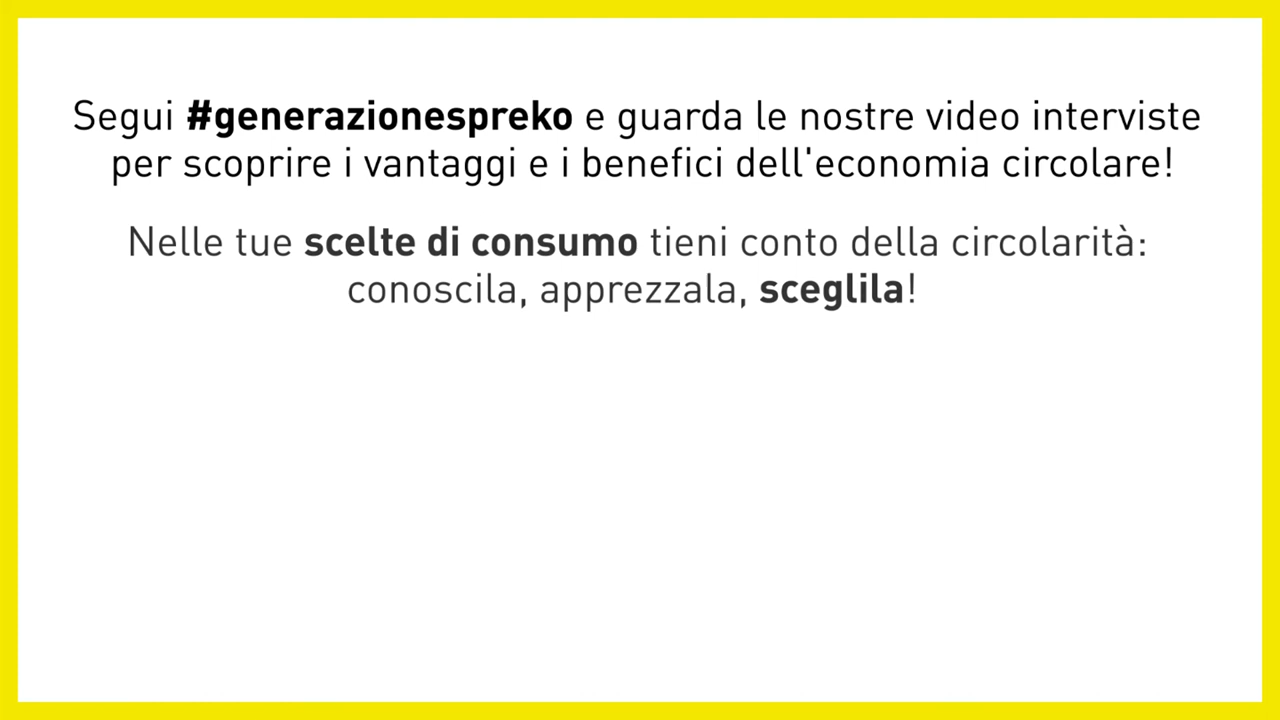 Segui #generazionespreko e guarda le nostre video interviste
per scoprire i vantaggi e i benefici dell'economia circolare!
Nelle tue scelte di consumo tieni conto della circolarità:
conoscila, apprezzala, sceglila!